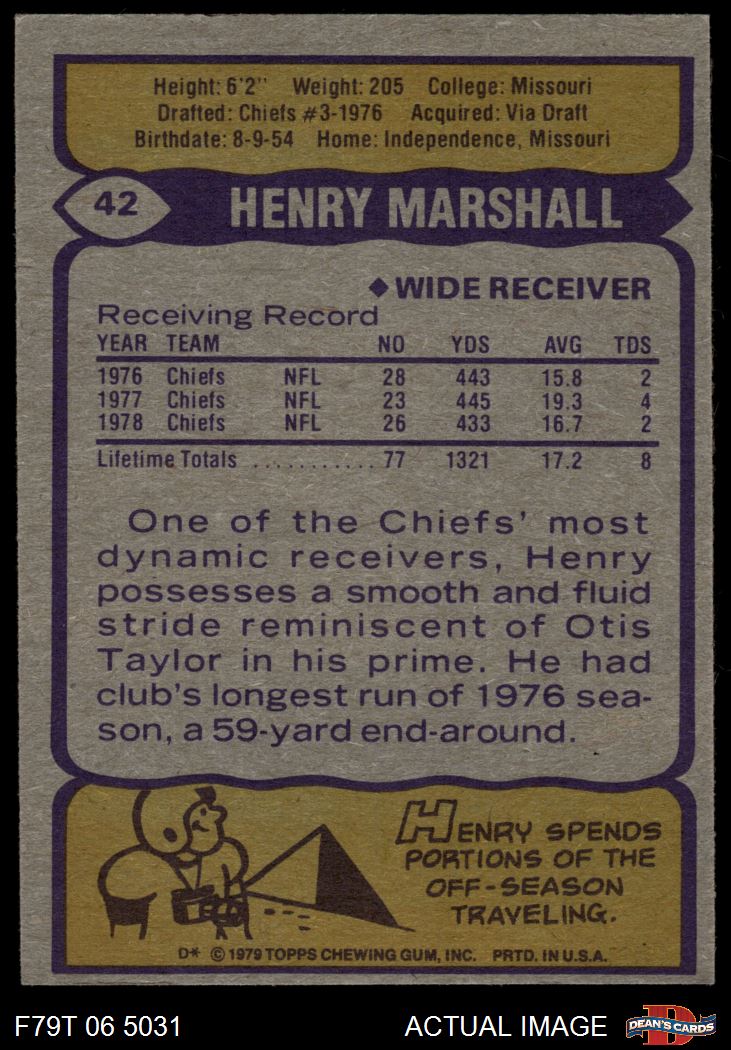 Height: 6'2" Weight: 205 College: Missouri
Drafted: Chiefs #3-1976 Acquired: Via Draft
Birthdate: 8-9-54 Home: Independence, Missouri
42 HENRY MARSHALL
◆ WIDE RECEIVER
Receiving Record
YEAR TEAM NO YDS AVG TDS
1976 Chiefs NFL 28 443 15.8 2
1977 Chiefs NFL 23 445 19.3 4
1978 Chiefs NFL 26 433 16.7 2
Lifetime Totals ........... 77 1321 17.2 8
One of the Chiefs' most
dynamic receivers, Henry
possesses a smooth and fluid
stride reminiscent of Otis
Taylor in his prime. He had
club's longest run of 1976 sea-
son, a 59-yard end-around.
HENRY SPENDS
PORTIONS OF THE
OFF-SEASON
TRAVELING.
D* © 1979 TOPPS CHEWING GUM, INC. PRTD. IN U.S.A.
F79T 06 5031 ACTUAL IMAGE D DEAN'S CARDS